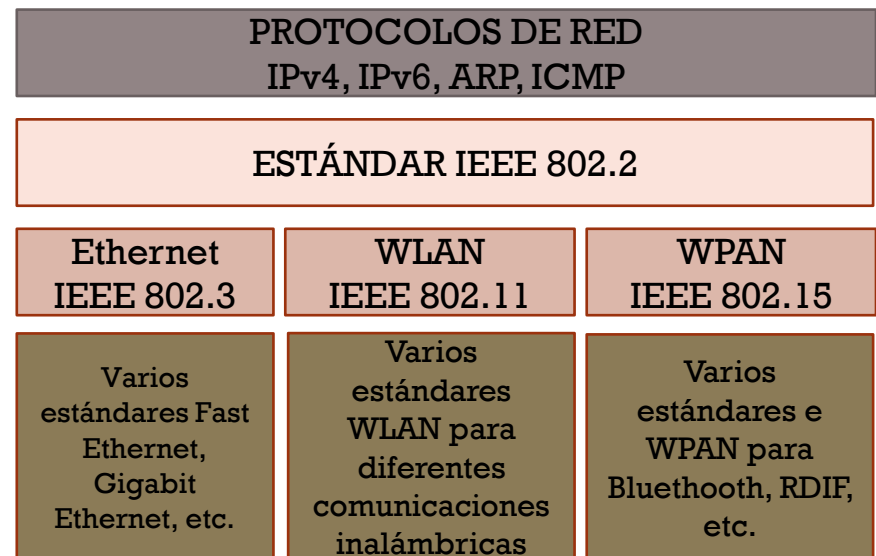 PROTOCOLOS DE RED
IPv4, IPv6, ARP, ICMP
ESTÁNDAR IEEE 802.2
Ethernet
IEEE 802.3
WLAN
IEEE 802.11
WPAN
IEEE 802.15
Varios
estándares Fast
Ethernet,
Gigabit
Ethernet, etc.
Varios
estándares
WLAN para
diferentes
comunicaciones
inalámbricas
Varios
estándares e
WPAN para
Bluethooth, RDIF,
etc.